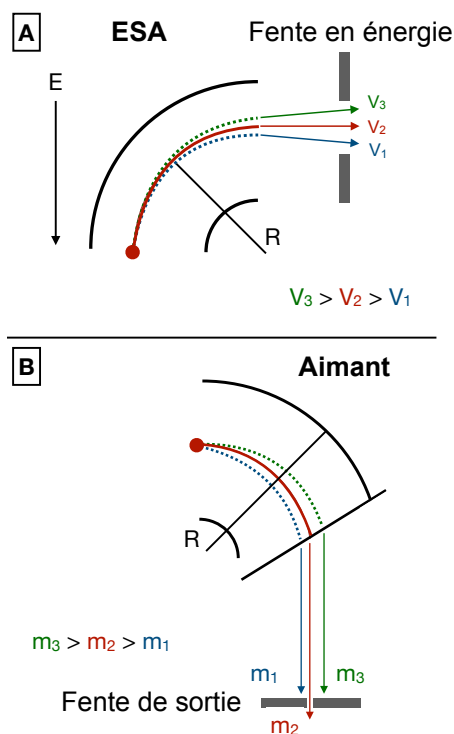 A
ESA
Fente en énergie
E
V₃
V₂
V₁
R
V₃ > V₂ > V₁
B
Aimant
R
m₃ > m₂ > m₁
m₁
m₃
Fente de sortie
m₂